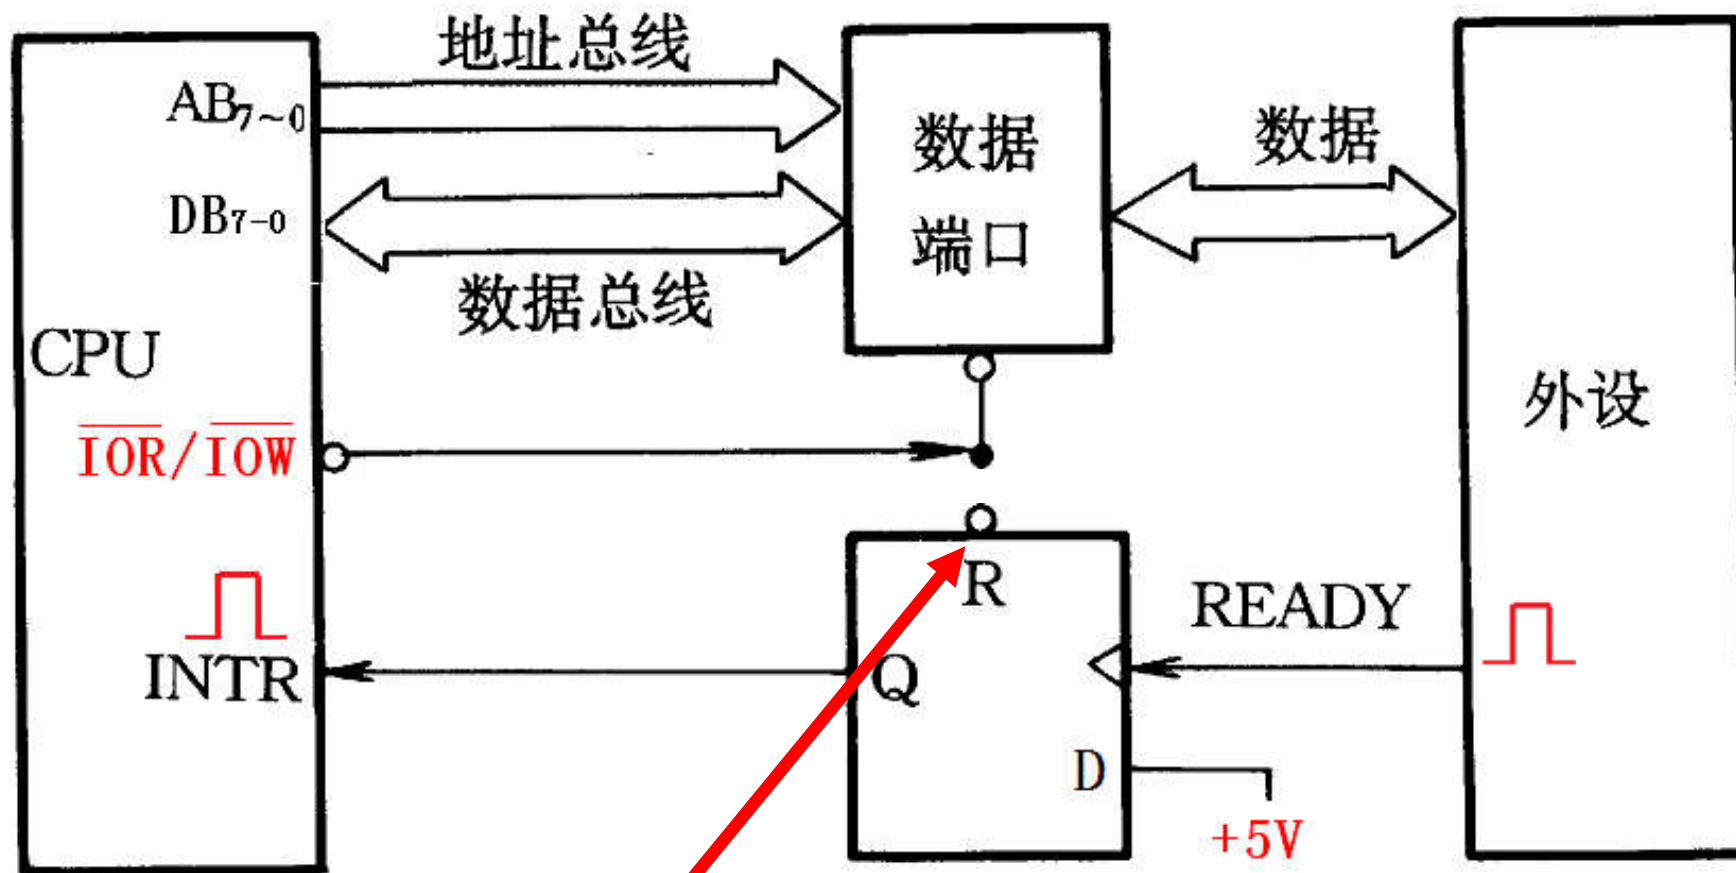 地址总线
AB7~0
数据
端口
数据
DB7-0
数据总线
CPU
外设
IOR/IOW
R
READY
INTR
Q
D
+5V